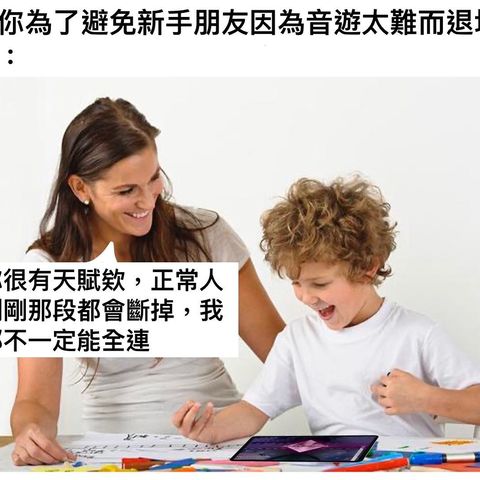 你為了避免新手朋友因為音遊太難而退
：
很有天賦欸，正常人
剛那段都會斷掉，我
不一定能全連